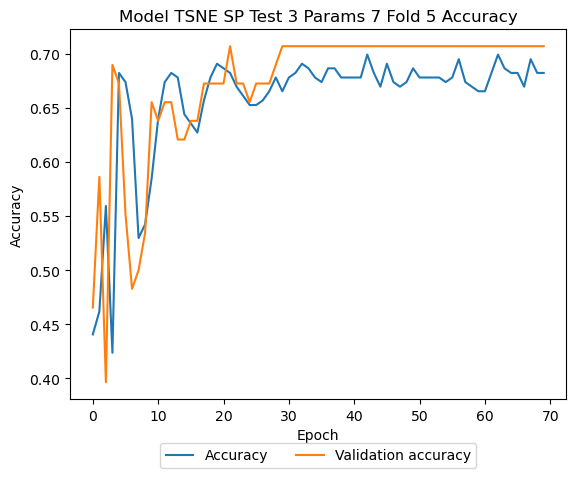 Model TSNE SP Test 3 Params 7 Fold 5 Accuracy
0.70
0.65
0.60
0.55
0.50
0.45
0.40
Accuracy
0 10 20 30 40 50 60 70
Epoch
Accuracy Validation accuracy